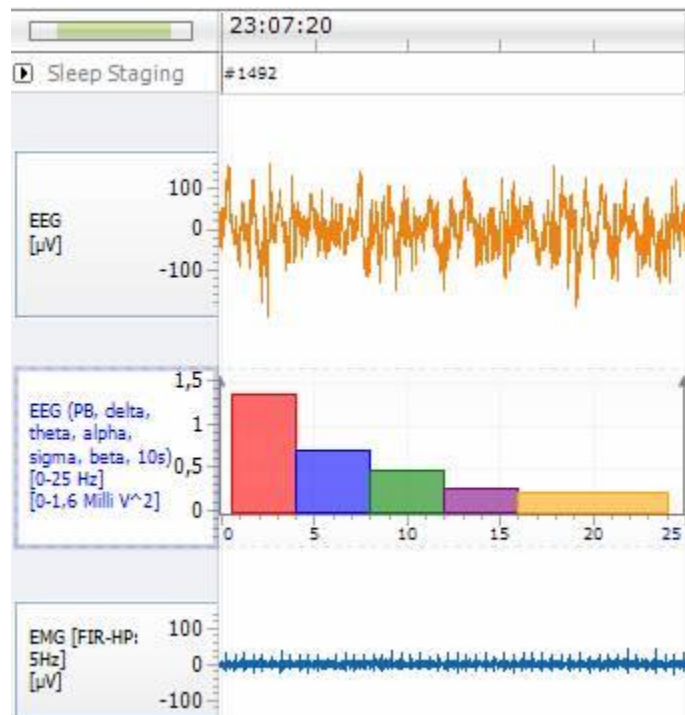 23:07:20
Sleep Staging
#1492
EEG
[µV]
100
0
-100
EEG (PB, delta,
theta, alpha,
sigma, beta, 10s)
[0-25 Hz]
[0-1,6 Milli V^2]
1,5
1
0,5
0
0 5 10 15 20 25
EMG [FIR-HP:
5Hz]
[µV]
100
0
-100